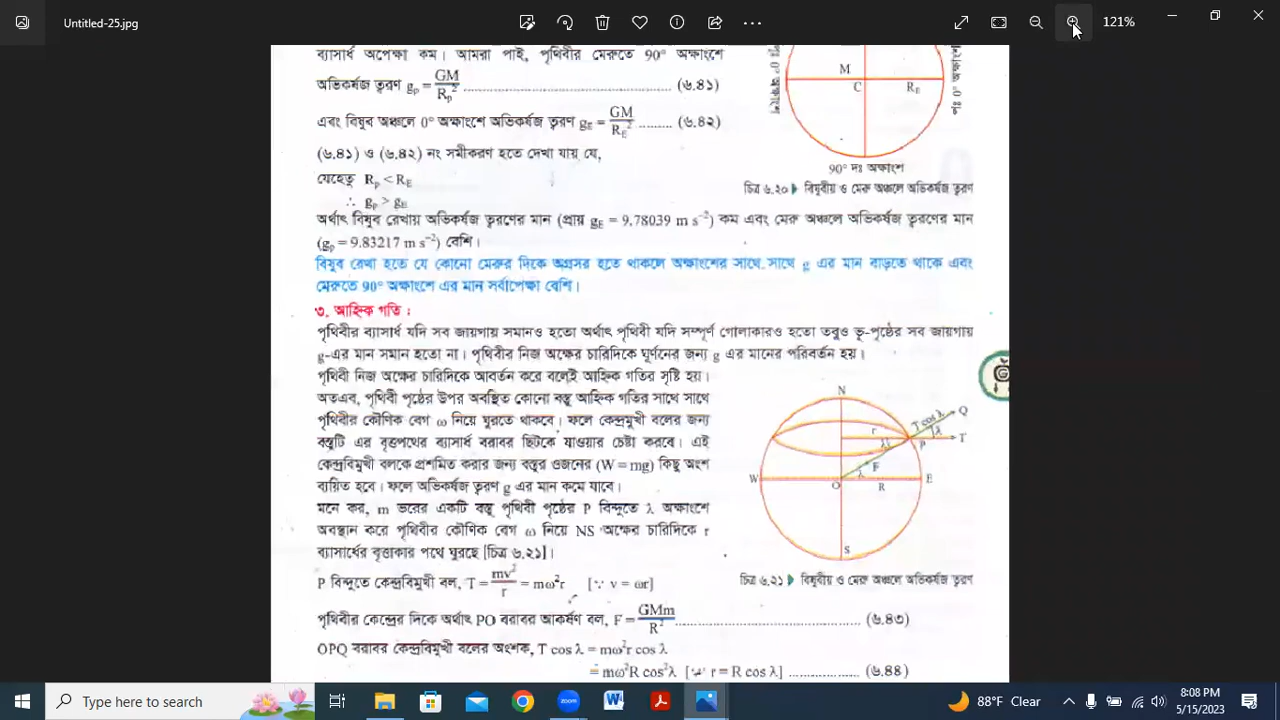 Untitled-25.jpg
121%
ব্যাসার্ধ অপেক্ষা কম। আমরা পাই, পৃথিবীর মেরুতে 90° অক্ষাংশে
অভিকর্ষজ ত্বরণ gₚ = GM/Rₚ² .................................................... (৬.৪১)
এবং বিষুব অঞ্চলে 0° অক্ষাংশে অভিকর্ষজ ত্বরণ g_E = GM/R_E² ......... (৬.৪২)
(৬.৪১) ও (৬.৪২) নং সমীকরণ হতে দেখা যায় যে,
যেহেতু Rₚ < R_E
∴ gₚ > g_E
M
C
R_E
90° দঃ অক্ষাংশ
চিত্র ৬.২০ ▶ বিষুবীয় ও মেরু অঞ্চলে অভিকর্ষজ ত্বরণ
অর্থাৎ বিষুব রেখায় অভিকর্ষজ ত্বরণের মান (প্রায় g_E = 9.78039 m s⁻²) কম এবং মেরু অঞ্চলে অভিকর্ষজ ত্বরণের মান
(gₚ = 9.83217 m s⁻²) বেশি।
বিষুব রেখা হতে যে কোনো মেরুর দিকে অগ্রসর হতে থাকলে অক্ষাংশের সাথে সাথে g এর মান বাড়তে থাকে এবং
মেরুতে 90° অক্ষাংশে এর মান সর্বাপেক্ষা বেশি।
৩. আহ্নিক গতি :
পৃথিবীর ব্যাসার্ধ যদি সব জায়গায় সমানও হতো অর্থাৎ পৃথিবী যদি সম্পূর্ণ গোলাকারও হতো তবুও ভূ-পৃষ্ঠের সব জায়গায়
g-এর মান সমান হতো না। পৃথিবীর নিজ অক্ষের চারিদিকে ঘূর্ণনের জন্য g এর মানের পরিবর্তন হয়।
পৃথিবী নিজ অক্ষের চারিদিকে আবর্তন করে বলেই আহ্নিক গতির সৃষ্টি হয়।
অতএব, পৃথিবী পৃষ্ঠের উপর অবস্থিত কোনো বস্তু আহ্নিক গতির সাথে সাথে
পৃথিবীর কৌণিক বেগ ω নিয়ে ঘুরতে থাকবে। ফলে কেন্দ্রমুখী বলের জন্য
বস্তুটি এর বৃত্তপথের ব্যাসার্ধ বরাবর ছিটকে যাওয়ার চেষ্টা করবে। এই
কেন্দ্রবিমুখী বলকে প্রশমিত করার জন্য বস্তুর ওজনের (W = mg) কিছু অংশ
ব্যয়িত হবে। ফলে অভিকর্ষজ ত্বরণ g এর মান কমে যাবে।
মনে কর, m ভরের একটি বস্তু পৃথিবী পৃষ্ঠের P বিন্দুতে λ অক্ষাংশে
অবস্থান করে পৃথিবীর কৌণিক বেগ ω নিয়ে NS অক্ষের চারিদিকে r
ব্যাসার্ধের বৃত্তাকার পথে ঘুরছে [চিত্র ৬.২১]।
N
T cos λ
Q
r
λ
λ
P
T
F
W
λ
E
O
R
S
চিত্র ৬.২১ ▶ বিষুবীয় ও মেরু অঞ্চলে অভিকর্ষজ ত্বরণ
P বিন্দুতে কেন্দ্রবিমুখী বল, T = mv²/r = mω²r [∵ v = ωr]
পৃথিবীর কেন্দ্রের দিকে অর্থাৎ PO বরাবর আকর্ষণ বল, F = GMm/R² .............................................. (৬.৪৩)
OPQ বরাবর কেন্দ্রবিমুখী বলের অংশক, T cos λ = mω²r cos λ
= mω²R cos²λ [∵ r = R cos λ] ................. (৬.৪৪)
Type here to search
88°F Clear
8:08 PM
5/15/2023